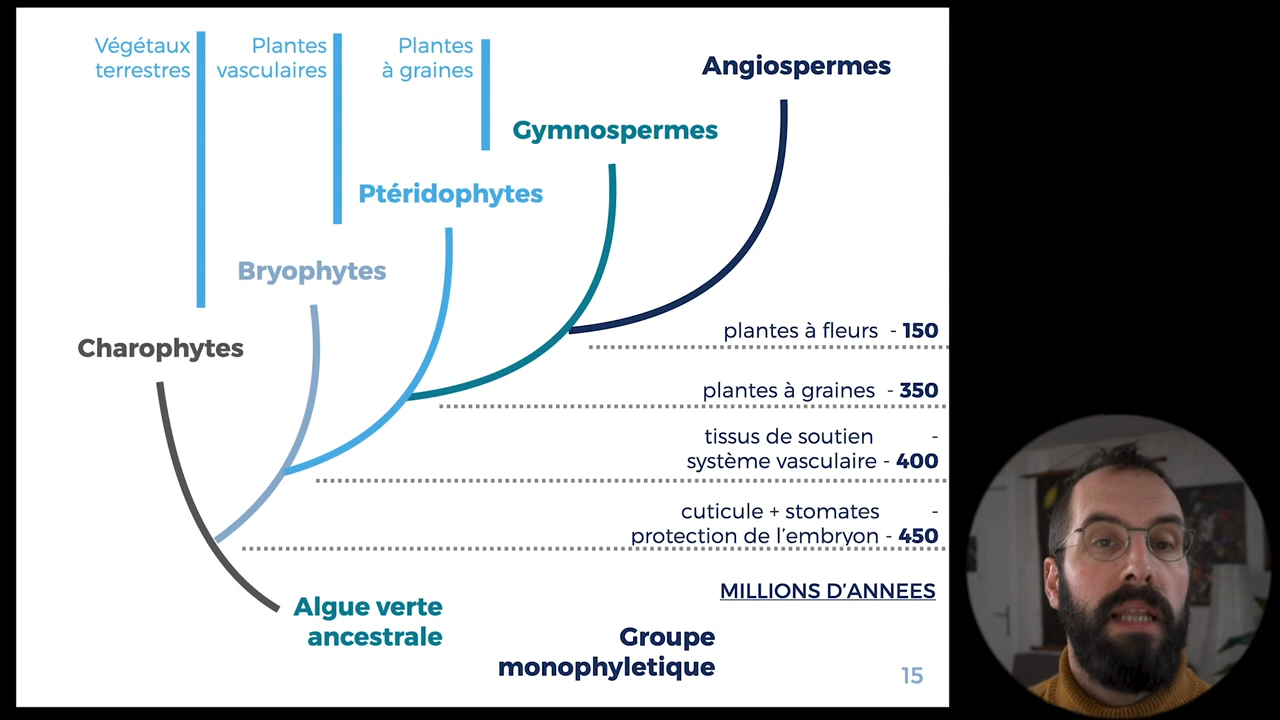 Végétaux
terrestres
Plantes
vasculaires
Plantes
à graines
Angiospermes
Gymnospermes
Ptéridophytes
Bryophytes
Charophytes
plantes à fleurs - 150
plantes à graines - 350
tissus de soutien -
système vasculaire - 400
cuticule + stomates -
protection de l'embryon - 450
MILLIONS D'ANNEES
Algue verte
ancestrale
Groupe
monophyletique
15